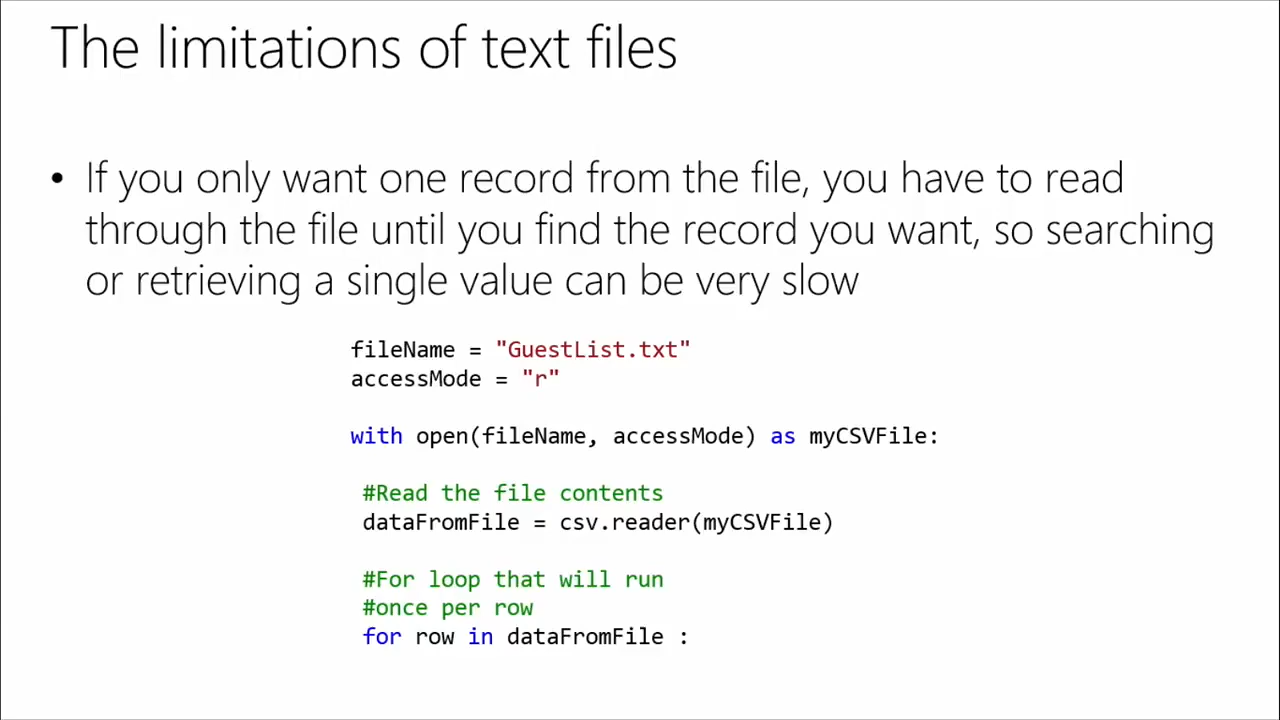 The limitations of text files
• If you only want one record from the file, you have to read
through the file until you find the record you want, so searching
or retrieving a single value can be very slow
fileName = "GuestList.txt"
accessMode = "r"
with open(fileName, accessMode) as myCSVFile:
#Read the file contents
dataFromFile = csv.reader(myCSVFile)
#For loop that will run
#once per row
for row in dataFromFile :